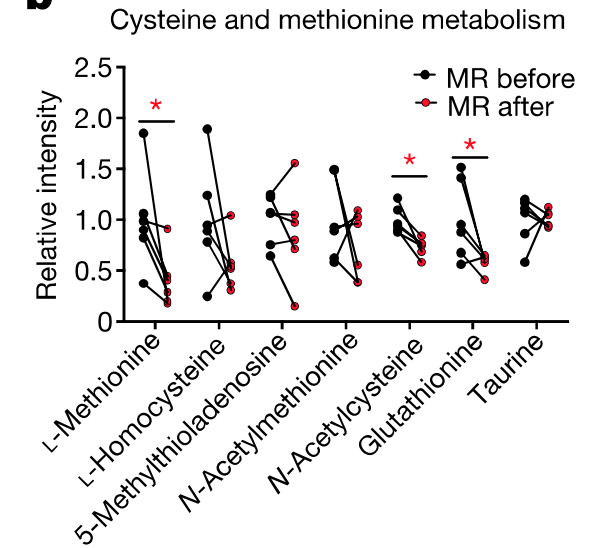 b
Cysteine and methionine metabolism
MR before
MR after
Relative intensity
2.5
2.0
1.5
1.0
0.5
0
*
*
*
L-Methionine
L-Homocysteine
5-Methylthioladenosine
N-Acetylmethionine
N-Acetylcysteine
Glutathionine
Taurine